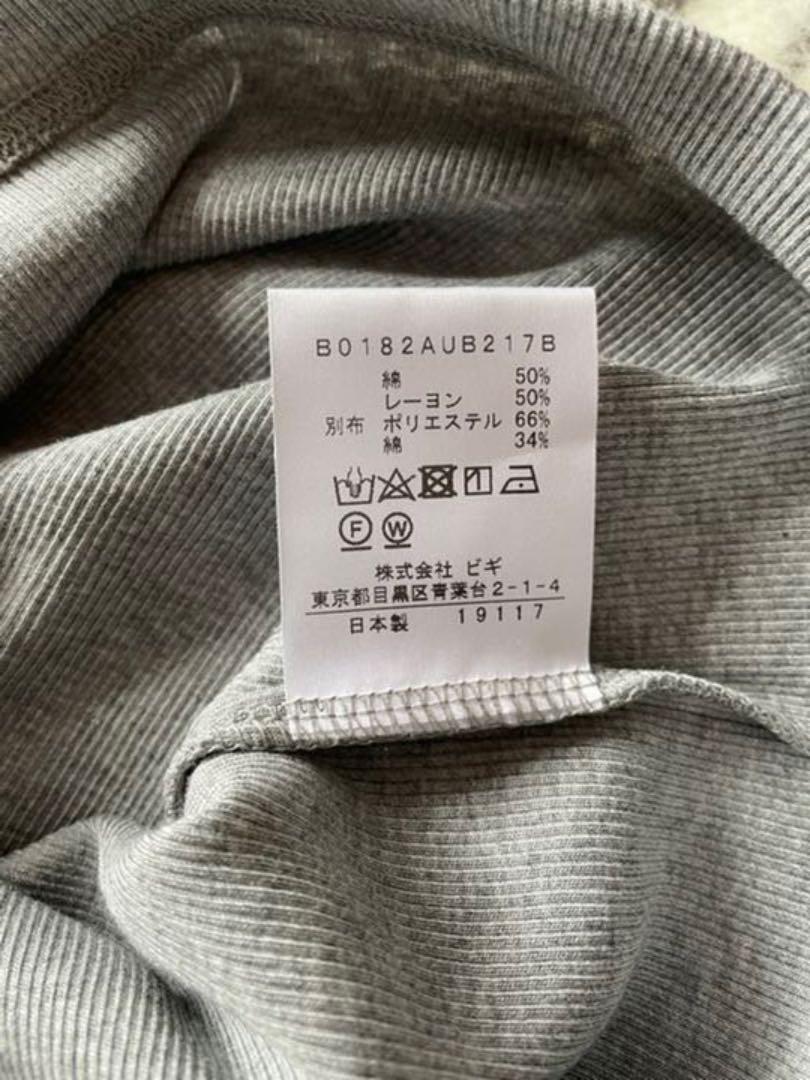 B0182AUB217B
綿 50%
レーヨン 50%
別布 ポリエステル 66%
綿 34%
F W
株式会社 ビギ
東京都目黒区青葉台2-1-4
日本製 19117